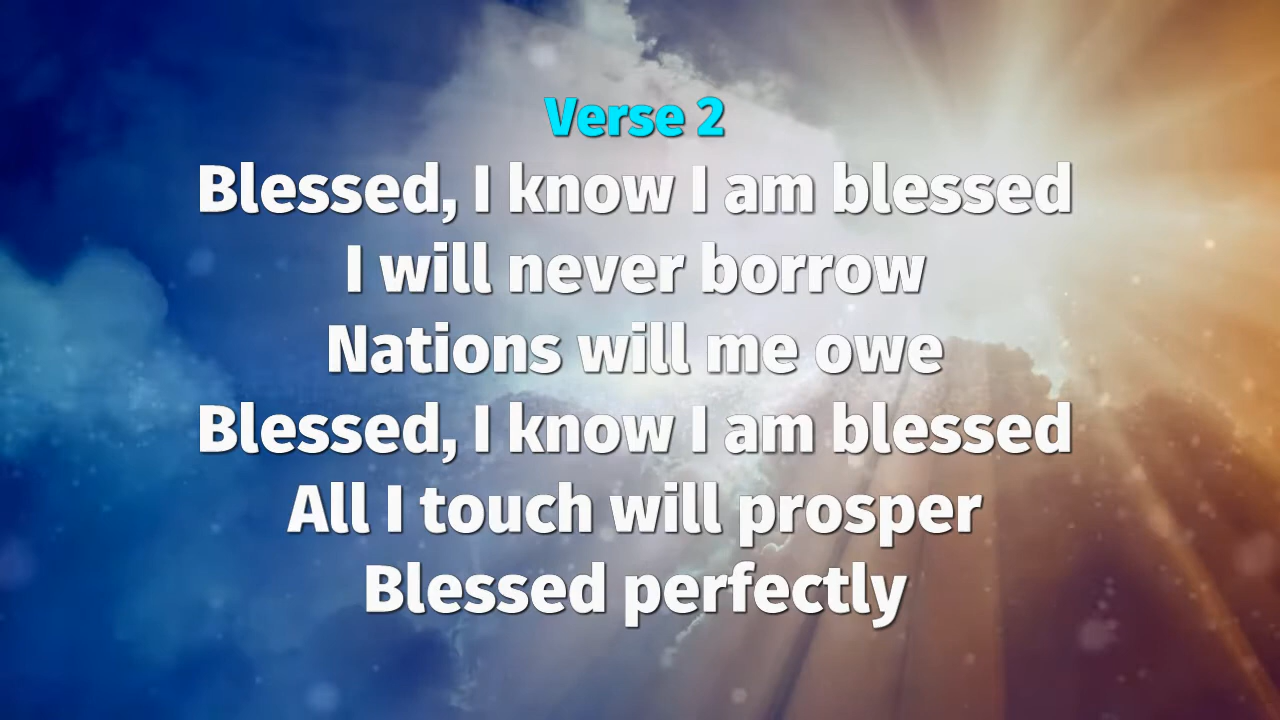 Verse 2
Blessed, I know I am blessed
I will never borrow
Nations will me owe
Blessed, I know I am blessed
All I touch will prosper
Blessed perfectly